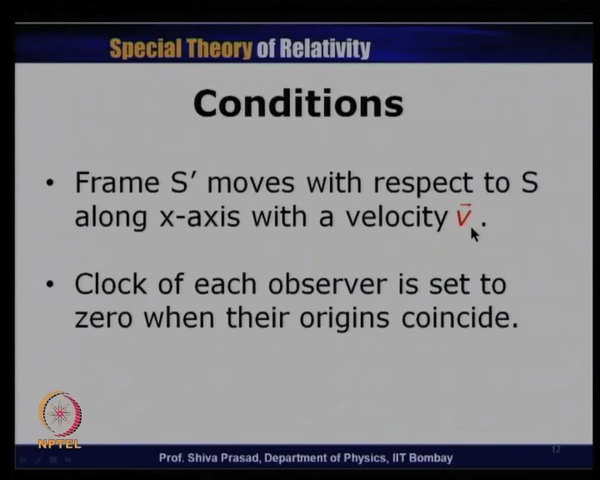 Special Theory of Relativity
Conditions
• Frame S’ moves with respect to S
along x-axis with a velocity v⃗ .
• Clock of each observer is set to
zero when their origins coincide.
NPTEL
Prof. Shiva Prasad, Department of Physics, IIT Bombay
12